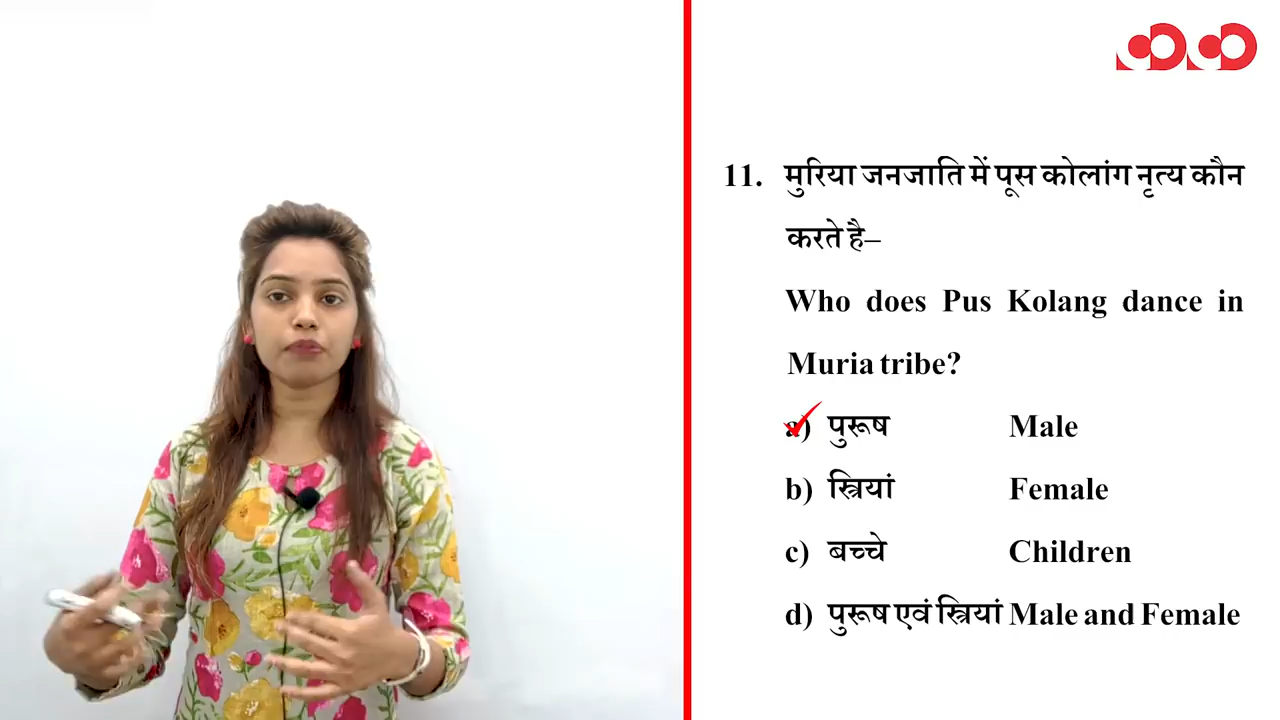 11. मुरिया जनजाति में पूस कोलांग नृत्य कौन
करते है–
Who does Pus Kolang dance in
Muria tribe?
a) पुरूष Male
b) स्त्रियां Female
c) बच्चे Children
d) पुरूष एवं स्त्रियां Male and Female